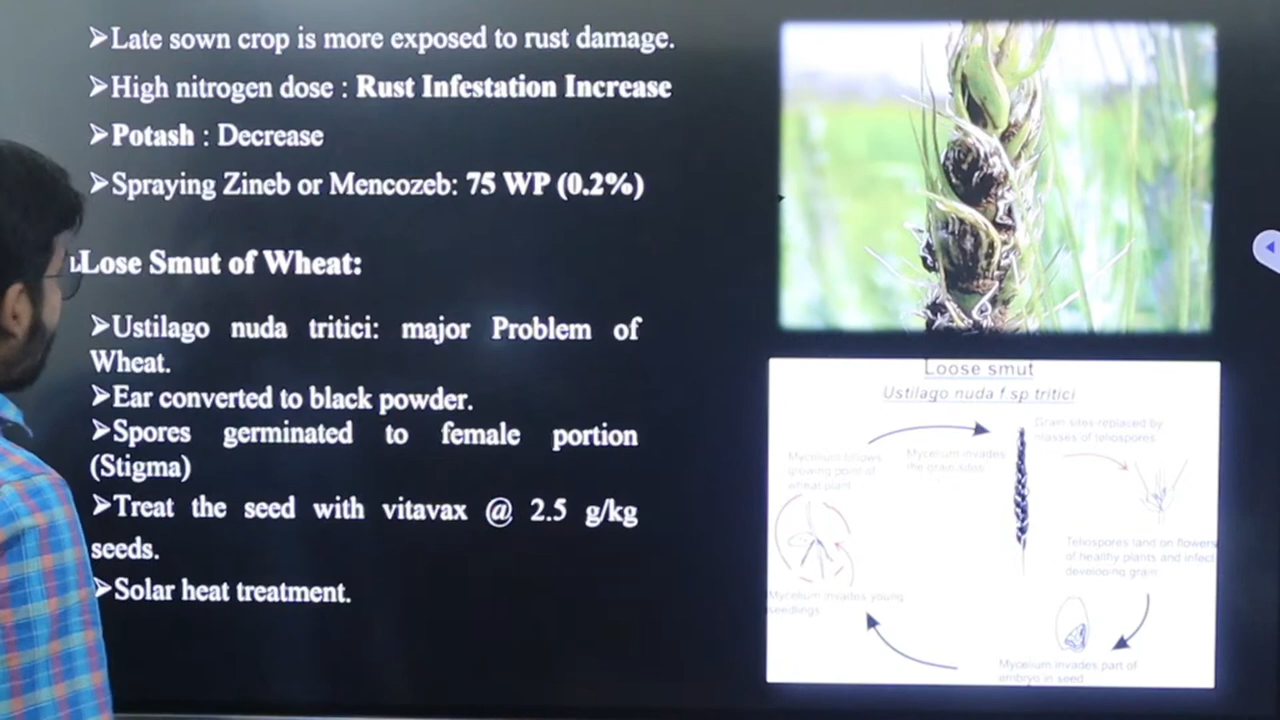 ➢Late sown crop is more exposed to rust damage.
➢High nitrogen dose : Rust Infestation Increase
➢Potash : Decrease
➢Spraying Zineb or Mencozeb: 75 WP (0.2%)
Lose Smut of Wheat:
➢Ustilago nuda tritici: major Problem of
Wheat.
➢Ear converted to black powder.
➢Spores germinated to female portion
(Stigma)
➢Treat the seed with vitavax @ 2.5 g/kg
seeds.
➢Solar heat treatment.
Loose smut
Ustilago nuda f.sp tritici
Grain sites replaced by
masses of teliospores
Mycelium invades
the grain sites
Mycelium follows
growing point of
wheat plant
Teliospores land on flowers
of healthy plants and infect
developing grain
Mycelium invades young
seedlings
Mycelium invades part of
embryo in seed